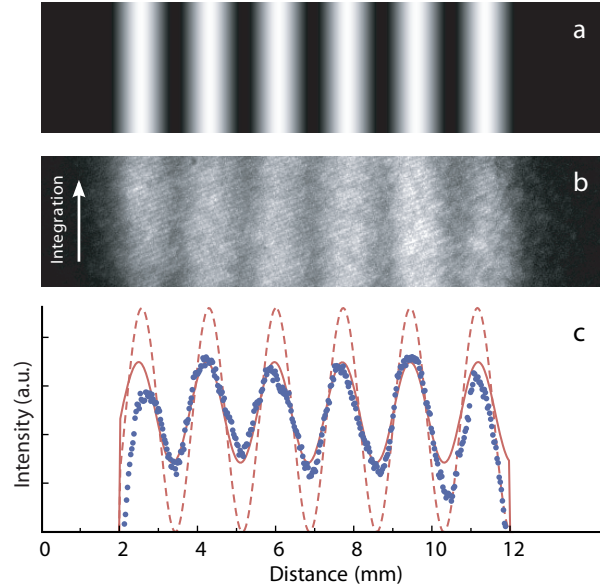 a
b
Integration
c
Intensity (a.u.)
0 2 4 6 8 10 12
Distance (mm)